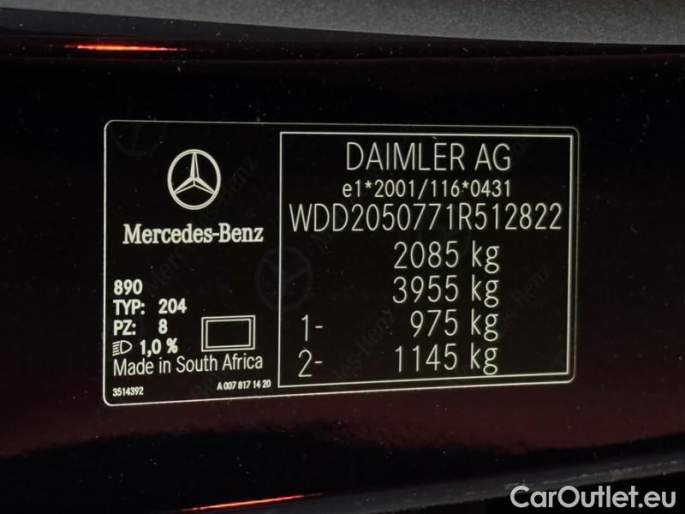 Mercedes-Benz
890
TYP: 204
PZ: 8
1,0 %
Made in South Africa
3514392 A 007 817 14 20
DAIMLER AG
e1*2001/116*0431
WDD2050771R512822
2085 kg
3955 kg
1- 975 kg
2- 1145 kg
CarOutlet.eu